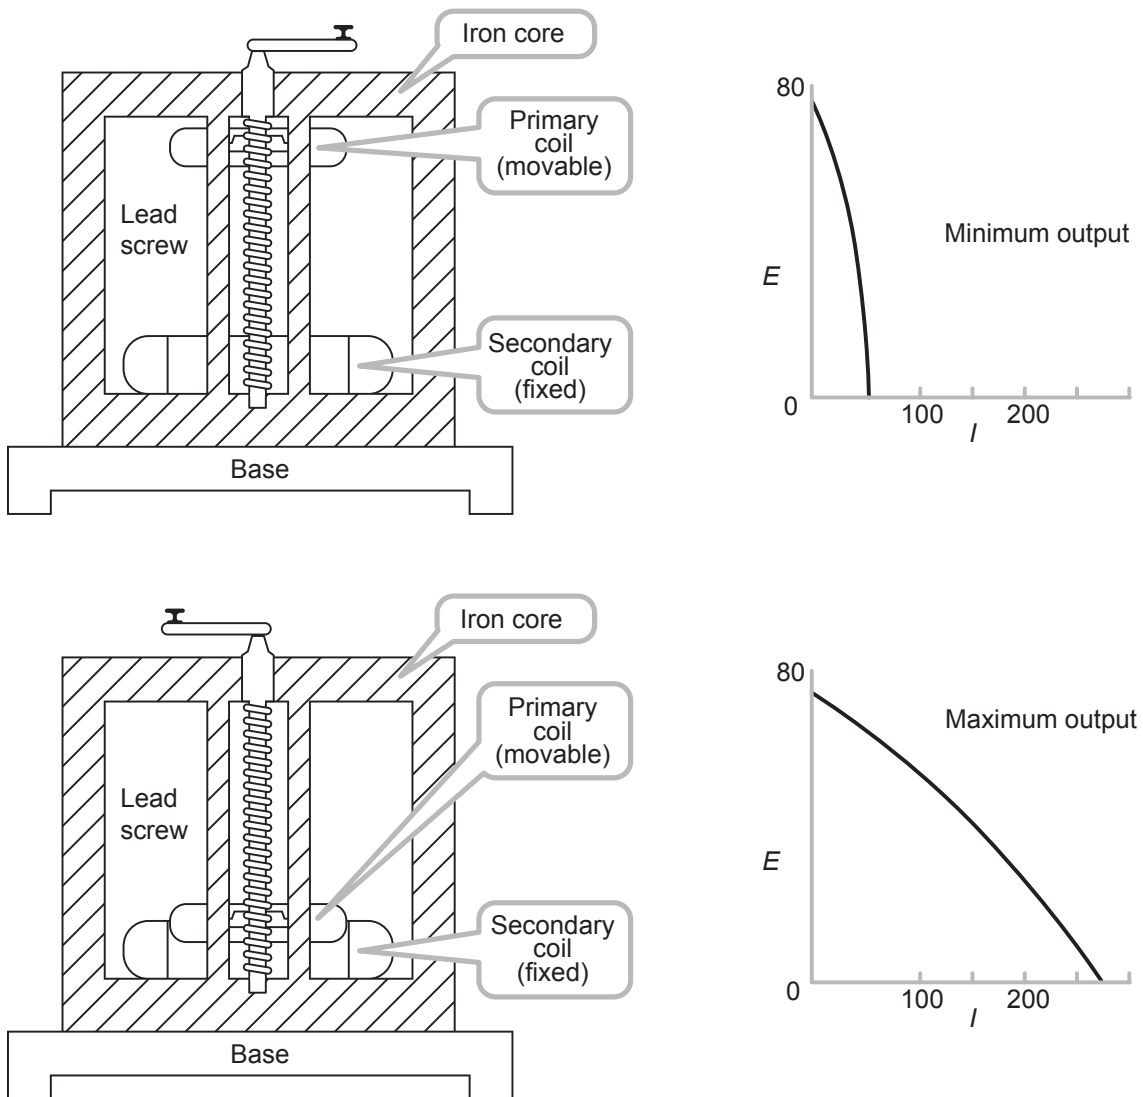 Iron core
Primary
coil
(movable)
Lead
screw
Secondary
coil
(fixed)
Base
80
E
Minimum output
0
100
200
I
Iron core
Primary
coil
(movable)
Lead
screw
Secondary
coil
(fixed)
Base
80
E
Maximum output
0
100
200
I